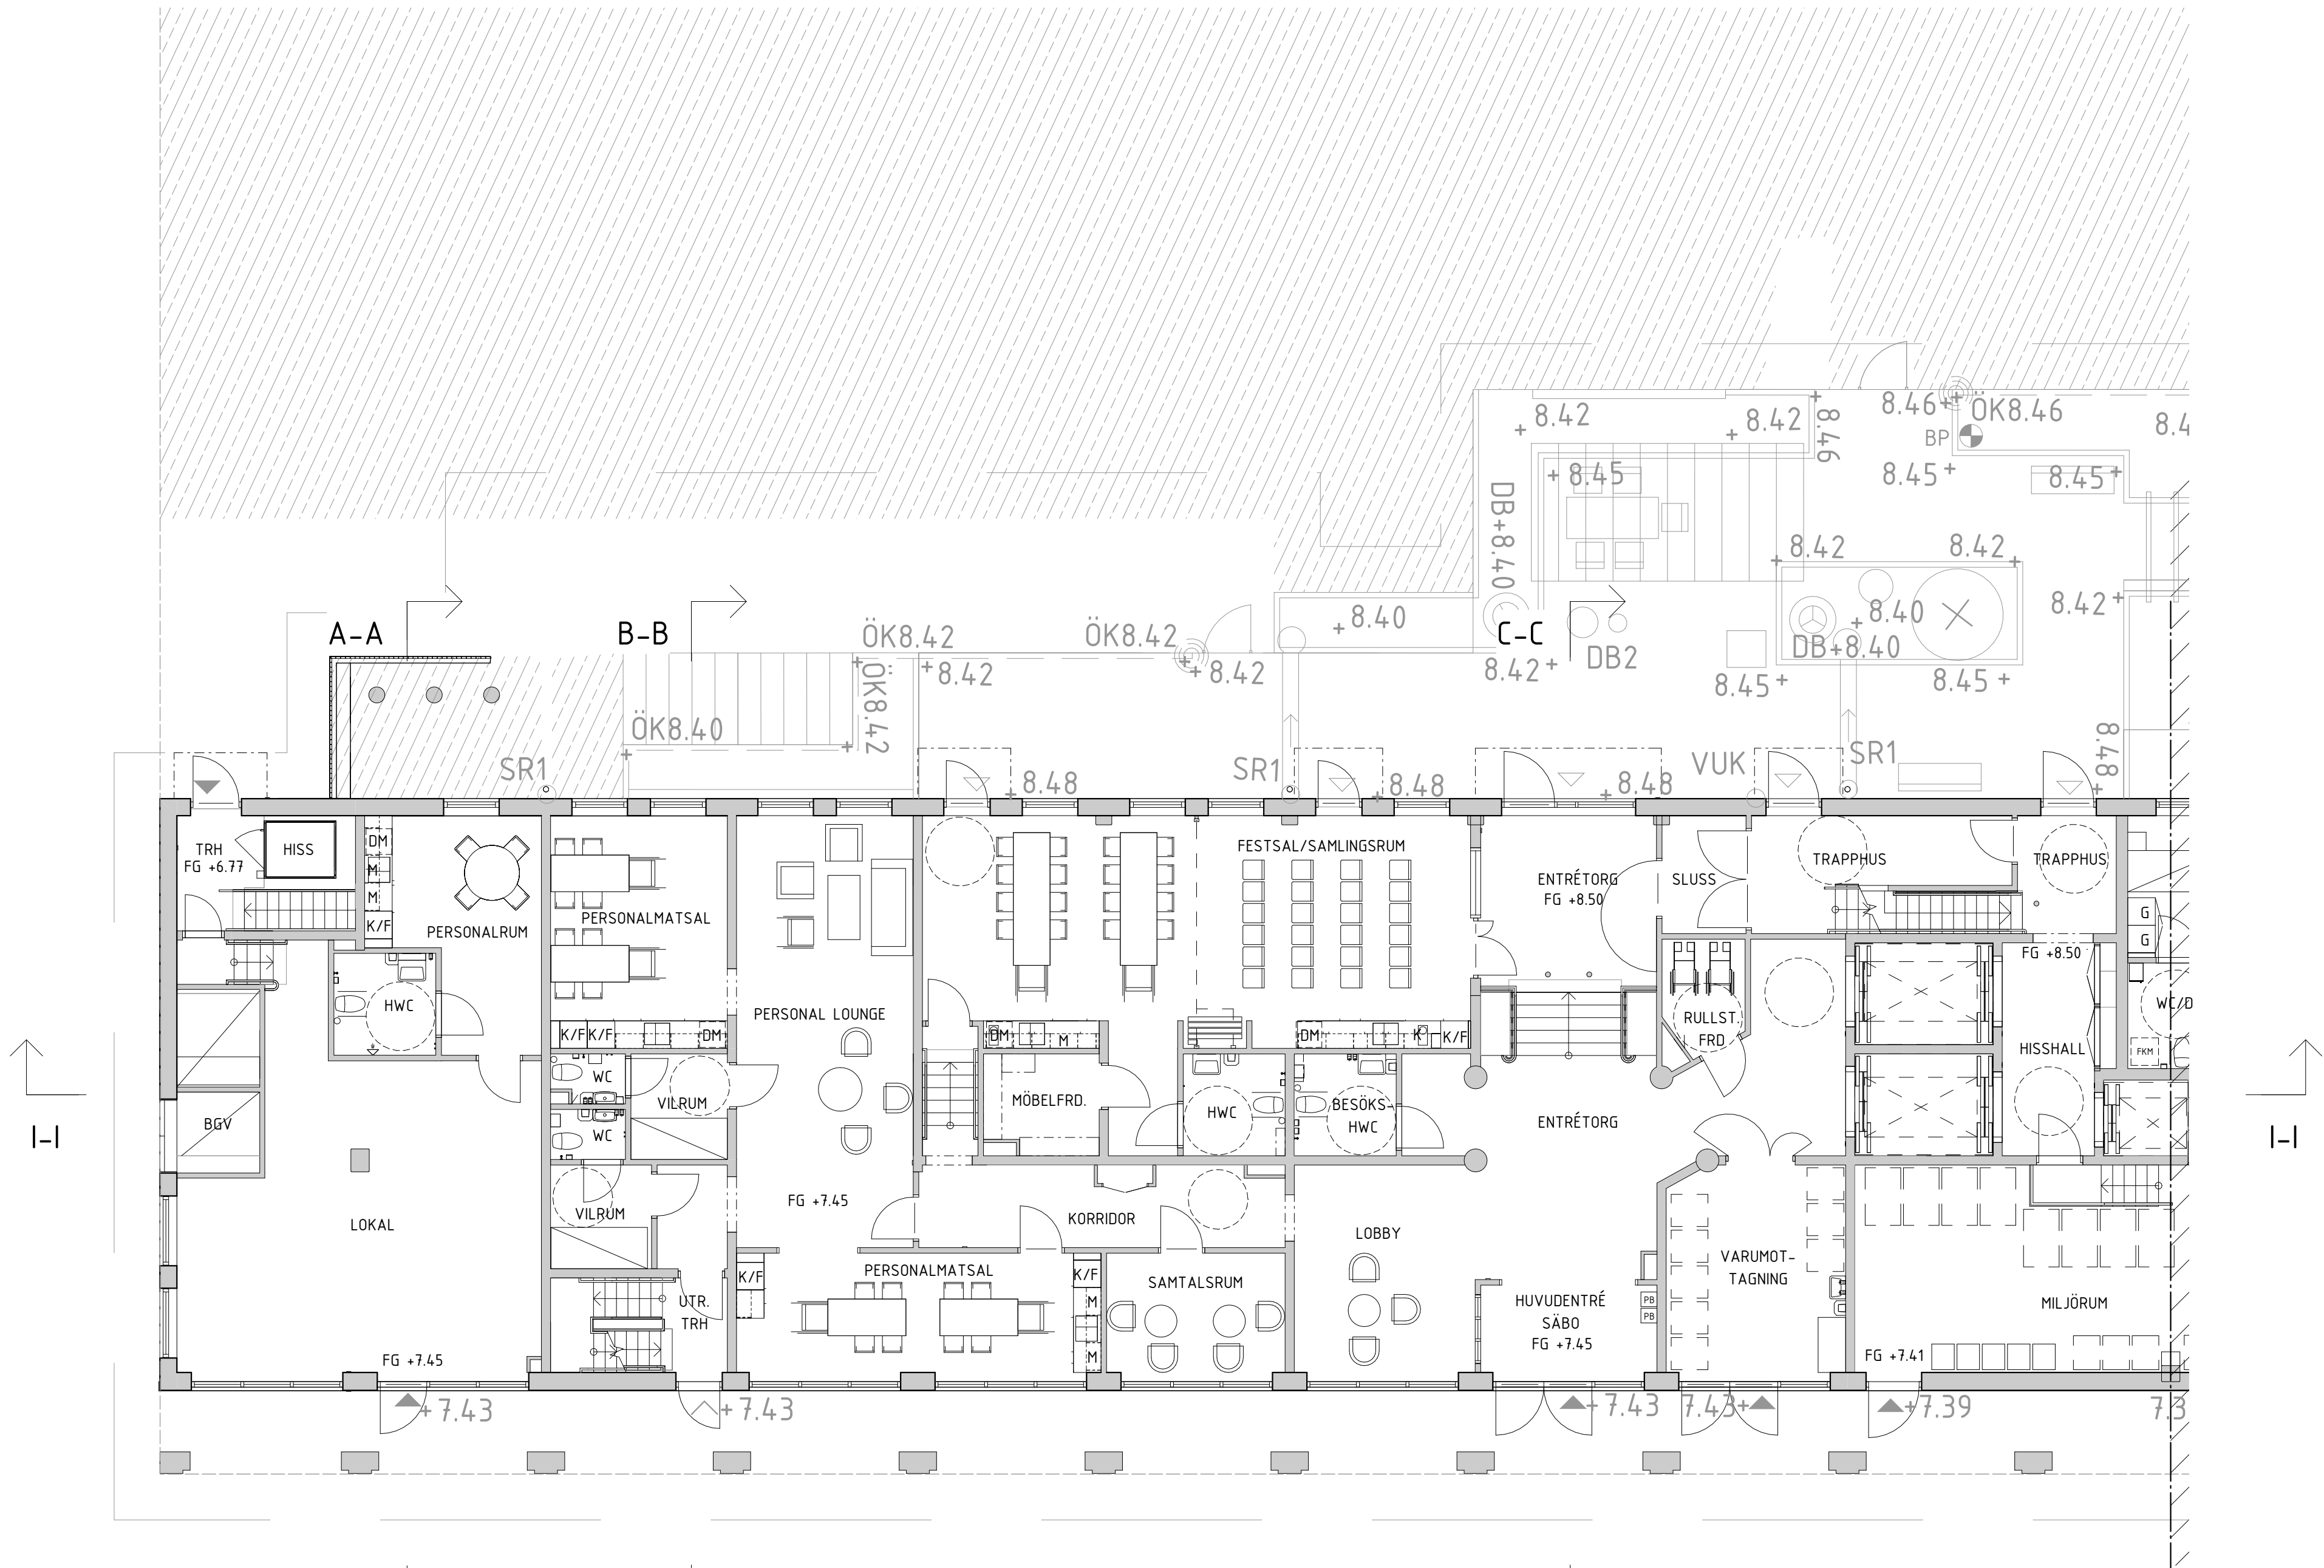 8.42
8.42
8.46
8.46
ÖK8.46
8.4
BP
8.45
8.45
8.45
DB+8.40
8.42
8.42
8.42
A-A
B-B
ÖK8.42
ÖK8.42
8.40
C-C
8.40
DB+8.40
DB2
8.42
8.42
8.42
ÖK8.42
8.45
8.45
ÖK8.40
SR1
SR1
VUK
SR1
8.48
8.48
8.48
8.48
TRH
FG +6.77
HISS
DM
M
M
K/F
PERSONALRUM
PERSONALMATSAL
FESTSAL/SAMLINGSRUM
ENTRÉTORG
FG +8.50
SLUSS
TRAPPHUS
TRAPPHUS
G
G
FG +8.50
HWC
PERSONAL LOUNGE
K/F
K/F
DM
DM
M
DM
K
K/F
RULLST.
FRD
WC/D
HISSHALL
FKM
WC
VILRUM
WC
MÖBELFRD.
HWC
BESÖKS-
HWC
ENTRÉTORG
BGV
I-I
I-I
LOKAL
VILRUM
FG +7.45
KORRIDOR
LOBBY
VARUMOT-
TAGNING
K/F
PERSONALMATSAL
K/F
M
M
SAMTALSRUM
UTR.
TRH
HUVUDENTRÉ
SÄBO
FG +7.45
PB
PB
MILJÖRUM
FG +7.45
FG +7.41
+7.43
+7.43
+7.43
7.43+
+7.39
7.3